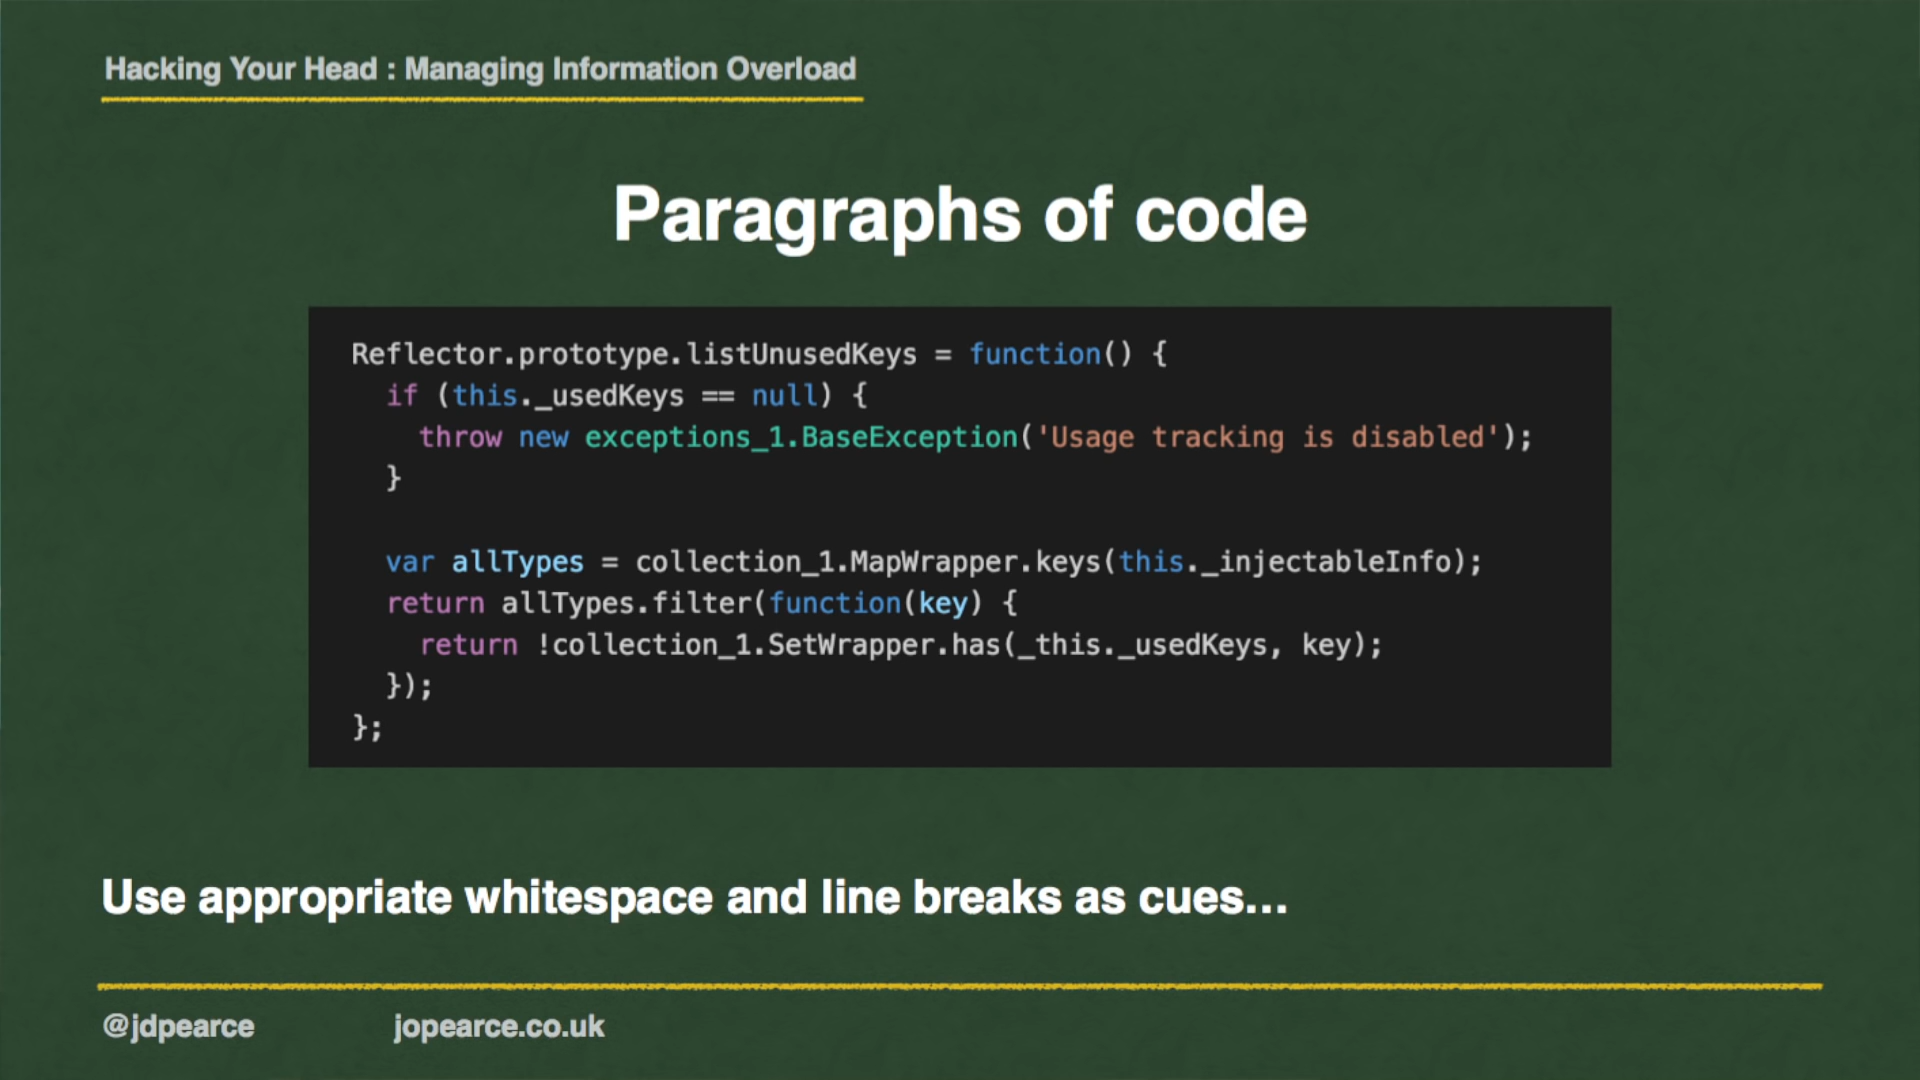 Hacking Your Head : Managing Information Overload
Paragraphs of code
Reflector.prototype.listUnusedKeys = function() {
  if (this._usedKeys == null) {
    throw new exceptions_1.BaseException('Usage tracking is disabled');
  }
  var allTypes = collection_1.MapWrapper.keys(this._injectableInfo);
  return allTypes.filter(function(key) {
    return !collection_1.SetWrapper.has(_this._usedKeys, key);
  });
};
Use appropriate whitespace and line breaks as cues...
@jdpearce
jopearce.co.uk